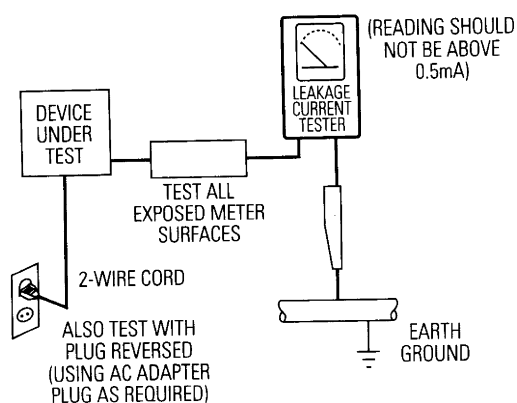 (READING SHOULD
NOT BE ABOVE
0.5mA)
LEAKAGE
CURRENT
TESTER
DEVICE
UNDER
TEST
TEST ALL
EXPOSED METER
SURFACES
2-WIRE CORD
ALSO TEST WITH
PLUG REVERSED
(USING AC ADAPTER
PLUG AS REQUIRED)
EARTH
GROUND